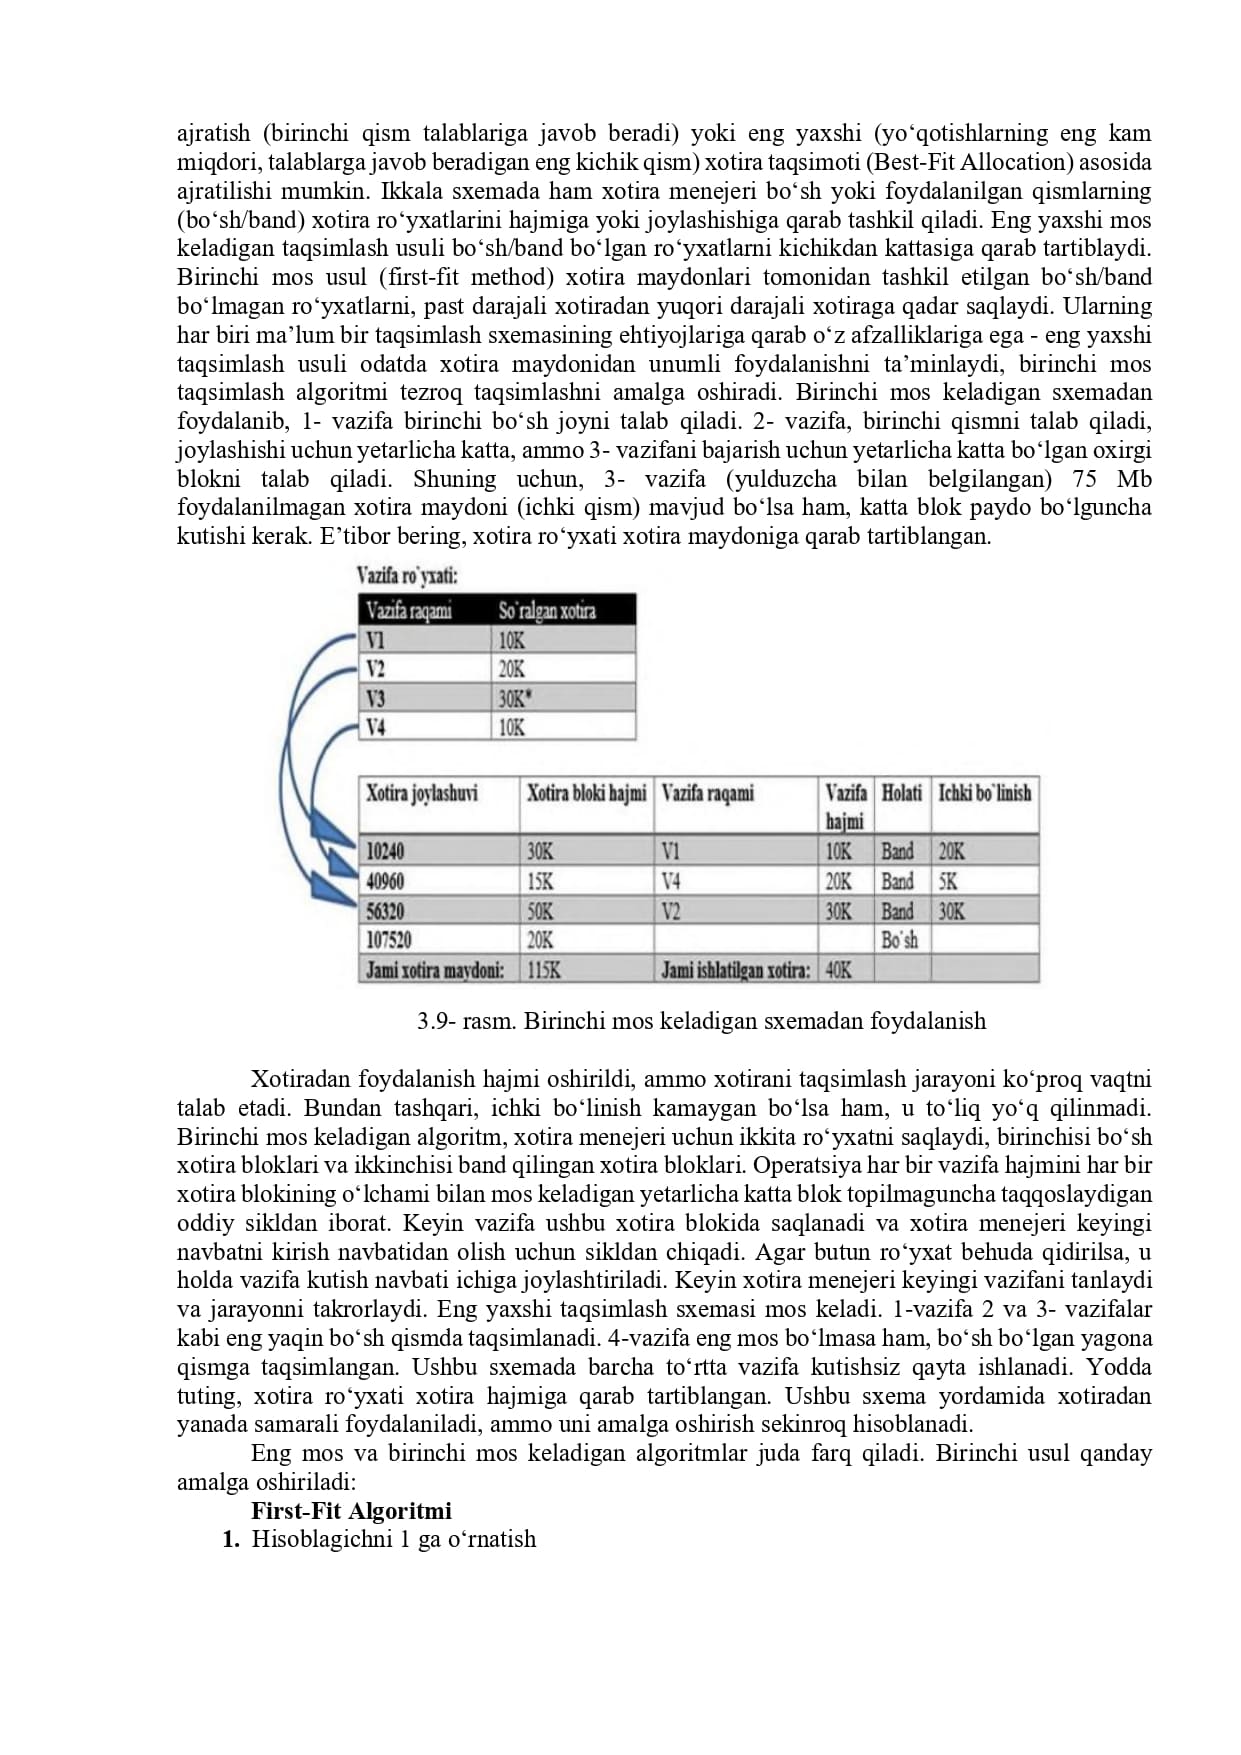 ajratish (birinchi qism talablariga javob beradi) yoki eng yaxshi (yo‘qotishlarning eng kam
miqdori, talablarga javob beradigan eng kichik qism) xotira taqsimoti (Best-Fit Allocation) asosida
ajratilishi mumkin. Ikkala sxemada ham xotira menejeri bo‘sh yoki foydalanilgan qismlarning
(bo‘sh/band) xotira ro‘yxatlarini hajmiga yoki joylashishiga qarab tashkil qiladi. Eng yaxshi mos
keladigan taqsimlash usuli bo‘sh/band bo‘lgan ro‘yxatlarni kichikdan kattasiga qarab tartiblaydi.
Birinchi mos usul (first-fit method) xotira maydonlari tomonidan tashkil etilgan bo‘sh/band
bo‘lmagan ro‘yxatlarni, past darajali xotiradan yuqori darajali xotiraga qadar saqlaydi. Ularning
har biri ma’lum bir taqsimlash sxemasining ehtiyojlariga qarab o‘z afzalliklariga ega - eng yaxshi
taqsimlash usuli odatda xotira maydonidan unumli foydalanishni ta’minlaydi, birinchi mos
taqsimlash algoritmi tezroq taqsimlashni amalga oshiradi. Birinchi mos keladigan sxemadan
foydalanib, 1- vazifa birinchi bo‘sh joyni talab qiladi. 2- vazifa, birinchi qismni talab qiladi,
joylashishi uchun yetarlicha katta, ammo 3- vazifani bajarish uchun yetarlicha katta bo‘lgan oxirgi
blokni talab qiladi. Shuning uchun, 3- vazifa (yulduzcha bilan belgilangan) 75 Mb
foydalanilmagan xotira maydoni (ichki qism) mavjud bo‘lsa ham, katta blok paydo bo‘lguncha
kutishi kerak. E’tibor bering, xotira ro‘yxati xotira maydoniga qarab tartiblangan.
Vazifa ro`yxati:
Vazifa raqami So`ralgan xotira
V1 10K
V2 20K
V3 30K*
V4 10K
Xotira joylashuvi Xotira bloki hajmi Vazifa raqami Vazifa hajmi Holati Ichki bo`linish
10240 30K V1 10K Band 20K
40960 15K V4 20K Band 5K
56320 50K V2 30K Band 30K
107520 20K Bo`sh
Jami xotira maydoni: 115K Jami ishlatilgan xotira: 40K
3.9- rasm. Birinchi mos keladigan sxemadan foydalanish
Xotiradan foydalanish hajmi oshirildi, ammo xotirani taqsimlash jarayoni ko‘proq vaqtni
talab etadi. Bundan tashqari, ichki bo‘linish kamaygan bo‘lsa ham, u to‘liq yo‘q qilinmadi.
Birinchi mos keladigan algoritm, xotira menejeri uchun ikkita ro‘yxatni saqlaydi, birinchisi bo‘sh
xotira bloklari va ikkinchisi band qilingan xotira bloklari. Operatsiya har bir vazifa hajmini har bir
xotira blokining o‘lchami bilan mos keladigan yetarlicha katta blok topilmaguncha taqqoslaydigan
oddiy sikldan iborat. Keyin vazifa ushbu xotira blokida saqlanadi va xotira menejeri keyingi
navbatni kirish navbatidan olish uchun sikldan chiqadi. Agar butun ro‘yxat behuda qidirilsa, u
holda vazifa kutish navbati ichiga joylashtiriladi. Keyin xotira menejeri keyingi vazifani tanlaydi
va jarayonni takrorlaydi. Eng yaxshi taqsimlash sxemasi mos keladi. 1-vazifa 2 va 3- vazifalar
kabi eng yaqin bo‘sh qismda taqsimlanadi. 4-vazifa eng mos bo‘lmasa ham, bo‘sh bo‘lgan yagona
qismga taqsimlangan. Ushbu sxemada barcha to‘rtta vazifa kutishsiz qayta ishlanadi. Yodda
tuting, xotira ro‘yxati xotira hajmiga qarab tartiblangan. Ushbu sxema yordamida xotiradan
yanada samarali foydalaniladi, ammo uni amalga oshirish sekinroq hisoblanadi.
Eng mos va birinchi mos keladigan algoritmlar juda farq qiladi. Birinchi usul qanday
amalga oshiriladi:
First-Fit Algoritmi
1. Hisoblagichni 1 ga o‘rnatish